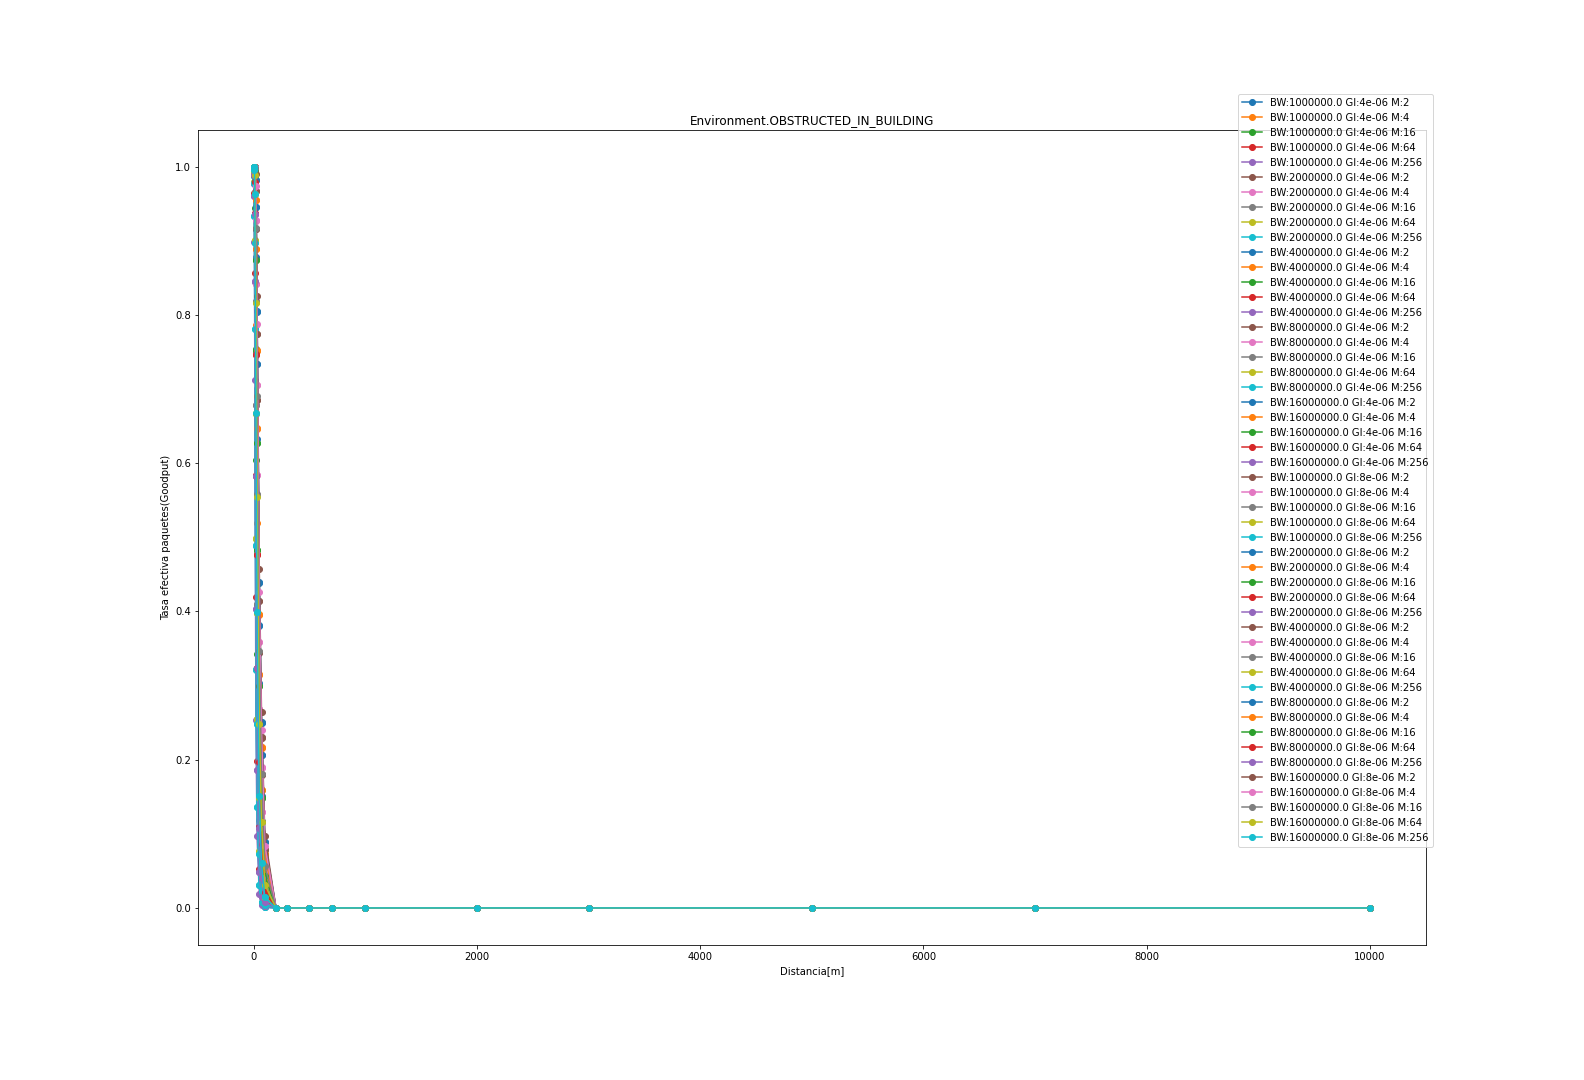 Environment.OBSTRUCTED_IN_BUILDING
BW:1000000.0 GI:4e-06 M:2
BW:1000000.0 GI:4e-06 M:4
BW:1000000.0 GI:4e-06 M:16
BW:1000000.0 GI:4e-06 M:64
BW:1000000.0 GI:4e-06 M:256
BW:2000000.0 GI:4e-06 M:2
BW:2000000.0 GI:4e-06 M:4
BW:2000000.0 GI:4e-06 M:16
BW:2000000.0 GI:4e-06 M:64
BW:2000000.0 GI:4e-06 M:256
BW:4000000.0 GI:4e-06 M:2
BW:4000000.0 GI:4e-06 M:4
BW:4000000.0 GI:4e-06 M:16
BW:4000000.0 GI:4e-06 M:64
BW:4000000.0 GI:4e-06 M:256
BW:8000000.0 GI:4e-06 M:2
BW:8000000.0 GI:4e-06 M:4
BW:8000000.0 GI:4e-06 M:16
BW:8000000.0 GI:4e-06 M:64
BW:8000000.0 GI:4e-06 M:256
BW:16000000.0 GI:4e-06 M:2
BW:16000000.0 GI:4e-06 M:4
BW:16000000.0 GI:4e-06 M:16
BW:16000000.0 GI:4e-06 M:64
BW:16000000.0 GI:4e-06 M:256
BW:1000000.0 GI:8e-06 M:2
BW:1000000.0 GI:8e-06 M:4
BW:1000000.0 GI:8e-06 M:16
BW:1000000.0 GI:8e-06 M:64
BW:1000000.0 GI:8e-06 M:256
BW:2000000.0 GI:8e-06 M:2
BW:2000000.0 GI:8e-06 M:4
BW:2000000.0 GI:8e-06 M:16
BW:2000000.0 GI:8e-06 M:64
BW:2000000.0 GI:8e-06 M:256
BW:4000000.0 GI:8e-06 M:2
BW:4000000.0 GI:8e-06 M:4
BW:4000000.0 GI:8e-06 M:16
BW:4000000.0 GI:8e-06 M:64
BW:4000000.0 GI:8e-06 M:256
BW:8000000.0 GI:8e-06 M:2
BW:8000000.0 GI:8e-06 M:4
BW:8000000.0 GI:8e-06 M:16
BW:8000000.0 GI:8e-06 M:64
BW:8000000.0 GI:8e-06 M:256
BW:16000000.0 GI:8e-06 M:2
BW:16000000.0 GI:8e-06 M:4
BW:16000000.0 GI:8e-06 M:16
BW:16000000.0 GI:8e-06 M:64
BW:16000000.0 GI:8e-06 M:256
Tasa efectiva paquetes(Goodput)
1.0
0.8
0.6
0.4
0.2
0.0
0 2000 4000 6000 8000 10000
Distancia[m]